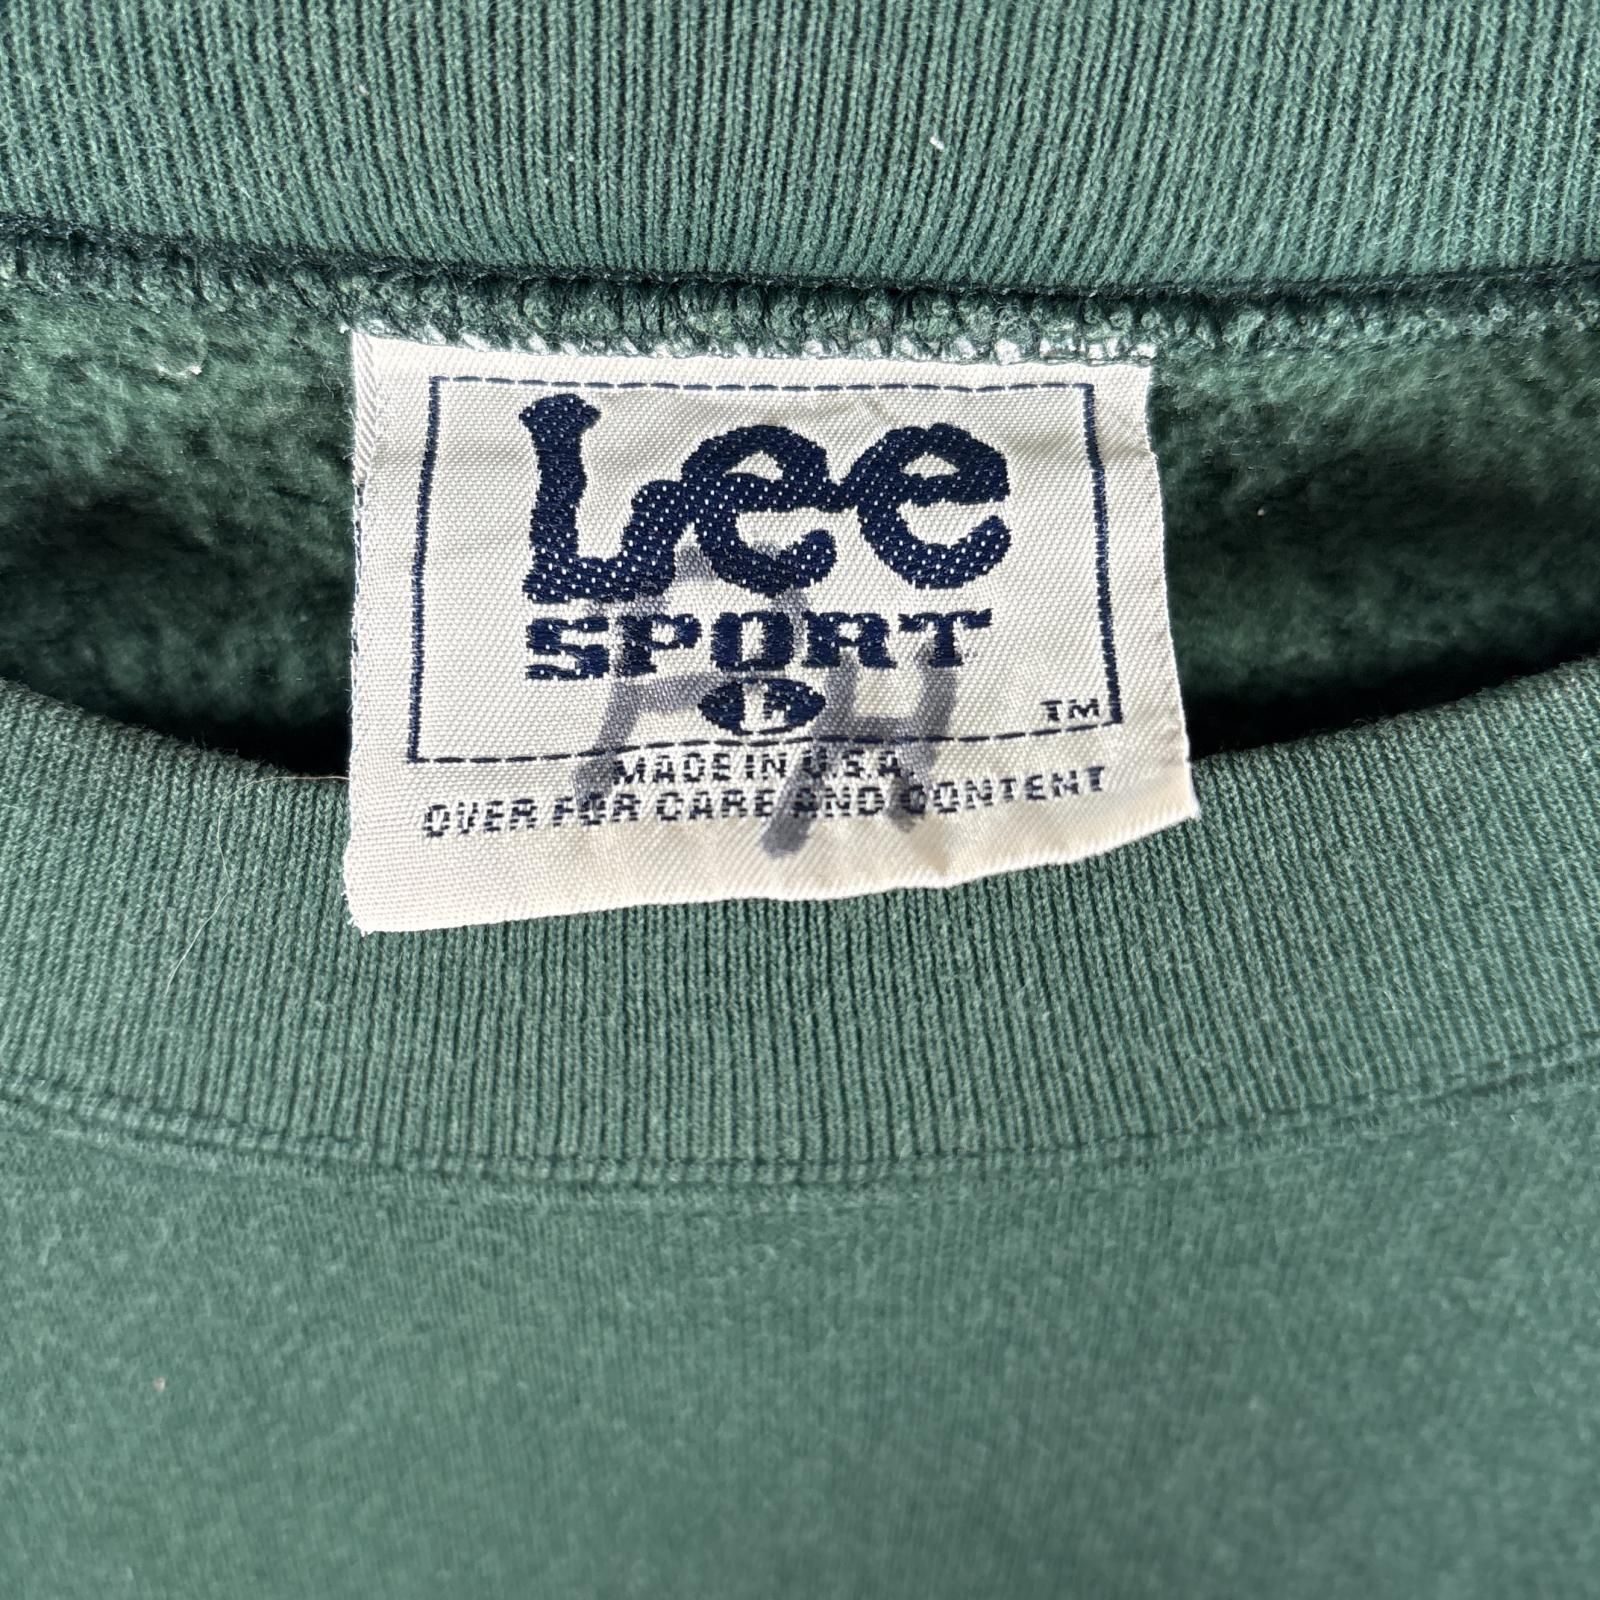 Lee
SPORT
L
TM
MADE IN U.S.A.
OVER FOR CARE AND CONTENT